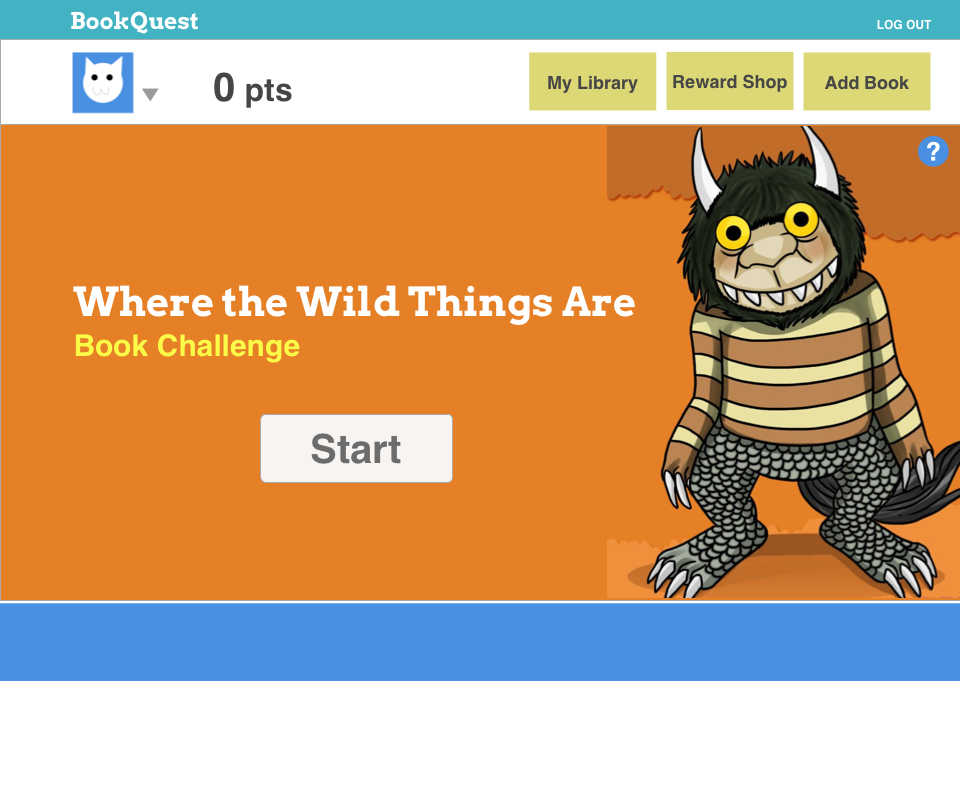 BookQuest
LOG OUT
0 pts
My Library
Reward Shop
Add Book
?
Where the Wild Things Are
Book Challenge
Start